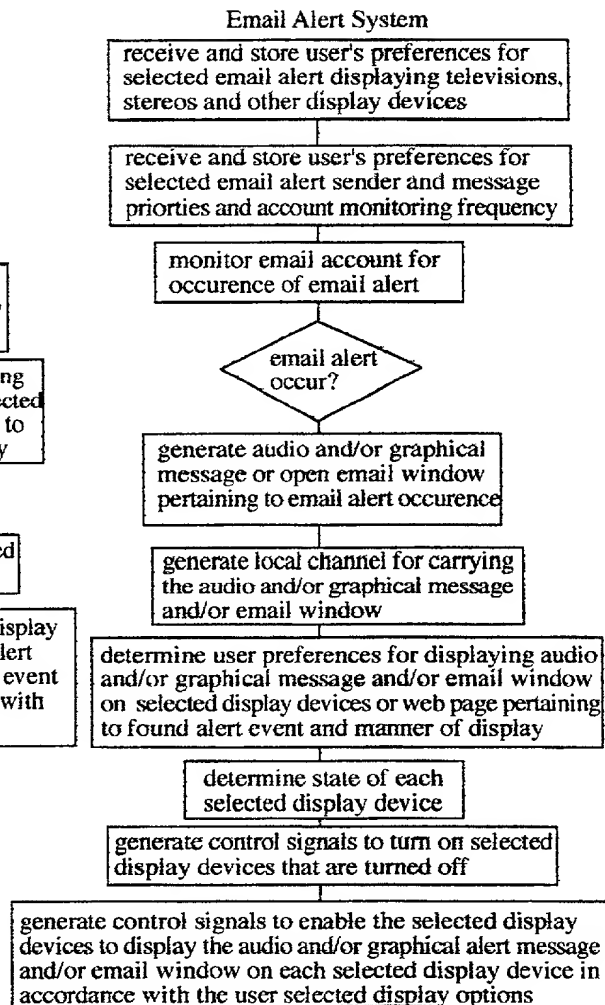 Email Alert System
receive and store user's preferences for
selected email alert displaying televisions,
stereos and other display devices
receive and store user's preferences for
selected email alert sender and message
priorties and account monitoring frequency
monitor email account for
occurence of email alert
email alert
occur?
ng
ected
to
y
generate audio and/or graphical
message or open email window
pertaining to email alert occurence
ed
generate local channel for carrying
the audio and/or graphical message
and/or email window
isplay
lert
event
with
determine user preferences for displaying audio
and/or graphical message and/or email window
on selected display devices or web page pertaining
to found alert event and manner of display
determine state of each
selected display device
generate control signals to turn on selected
display devices that are turned off
generate control signals to enable the selected display
devices to display the audio and/or graphical alert message
and/or email window on each selected display device in
accordance with the user selected display options